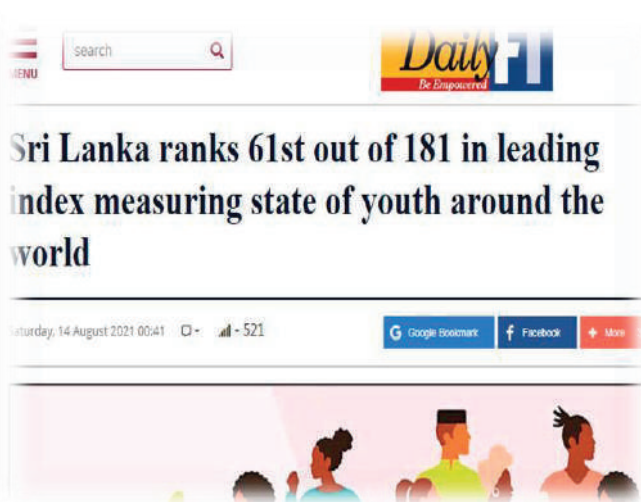 MENU
search
Daily FT
Be Empowered
Sri Lanka ranks 61st out of 181 in leading
index measuring state of youth around the
world
Saturday, 14 August 2021 00:41 - - 521
G Google Bookmark f Facebook + More